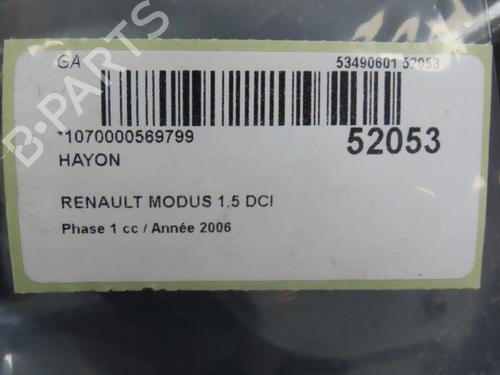 GA
53490601 52053
*1070000569799
52053
HAYON
RENAULT MODUS 1.5 DCI
Phase 1 cc / Année 2006
B-PARTS